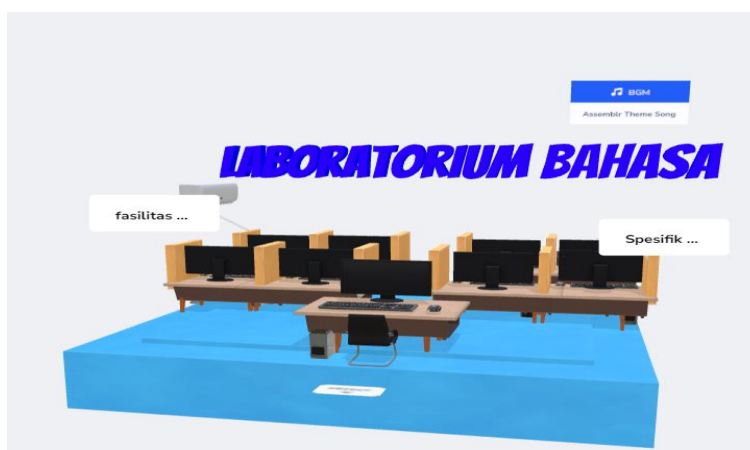 BGM
Assemblr Theme Song
LABORATORIUM BAHASA
fasilitas ...
Spesifik ...